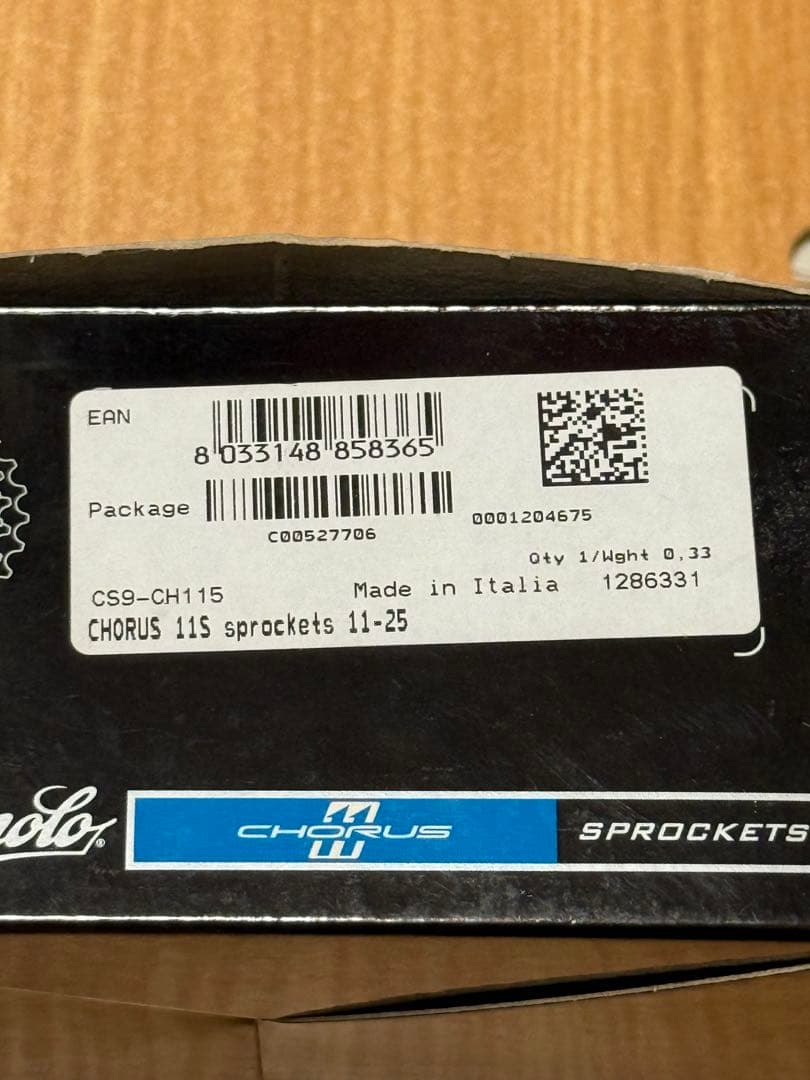 EAN
8 033148 858365
Package
C00527706
0001204675
Qty 1/Wght 0,33
CS9-CH115
Made in Italia
1286331
CHORUS 11S sprockets 11-25
nolo®
CHORUS
SPROCKETS